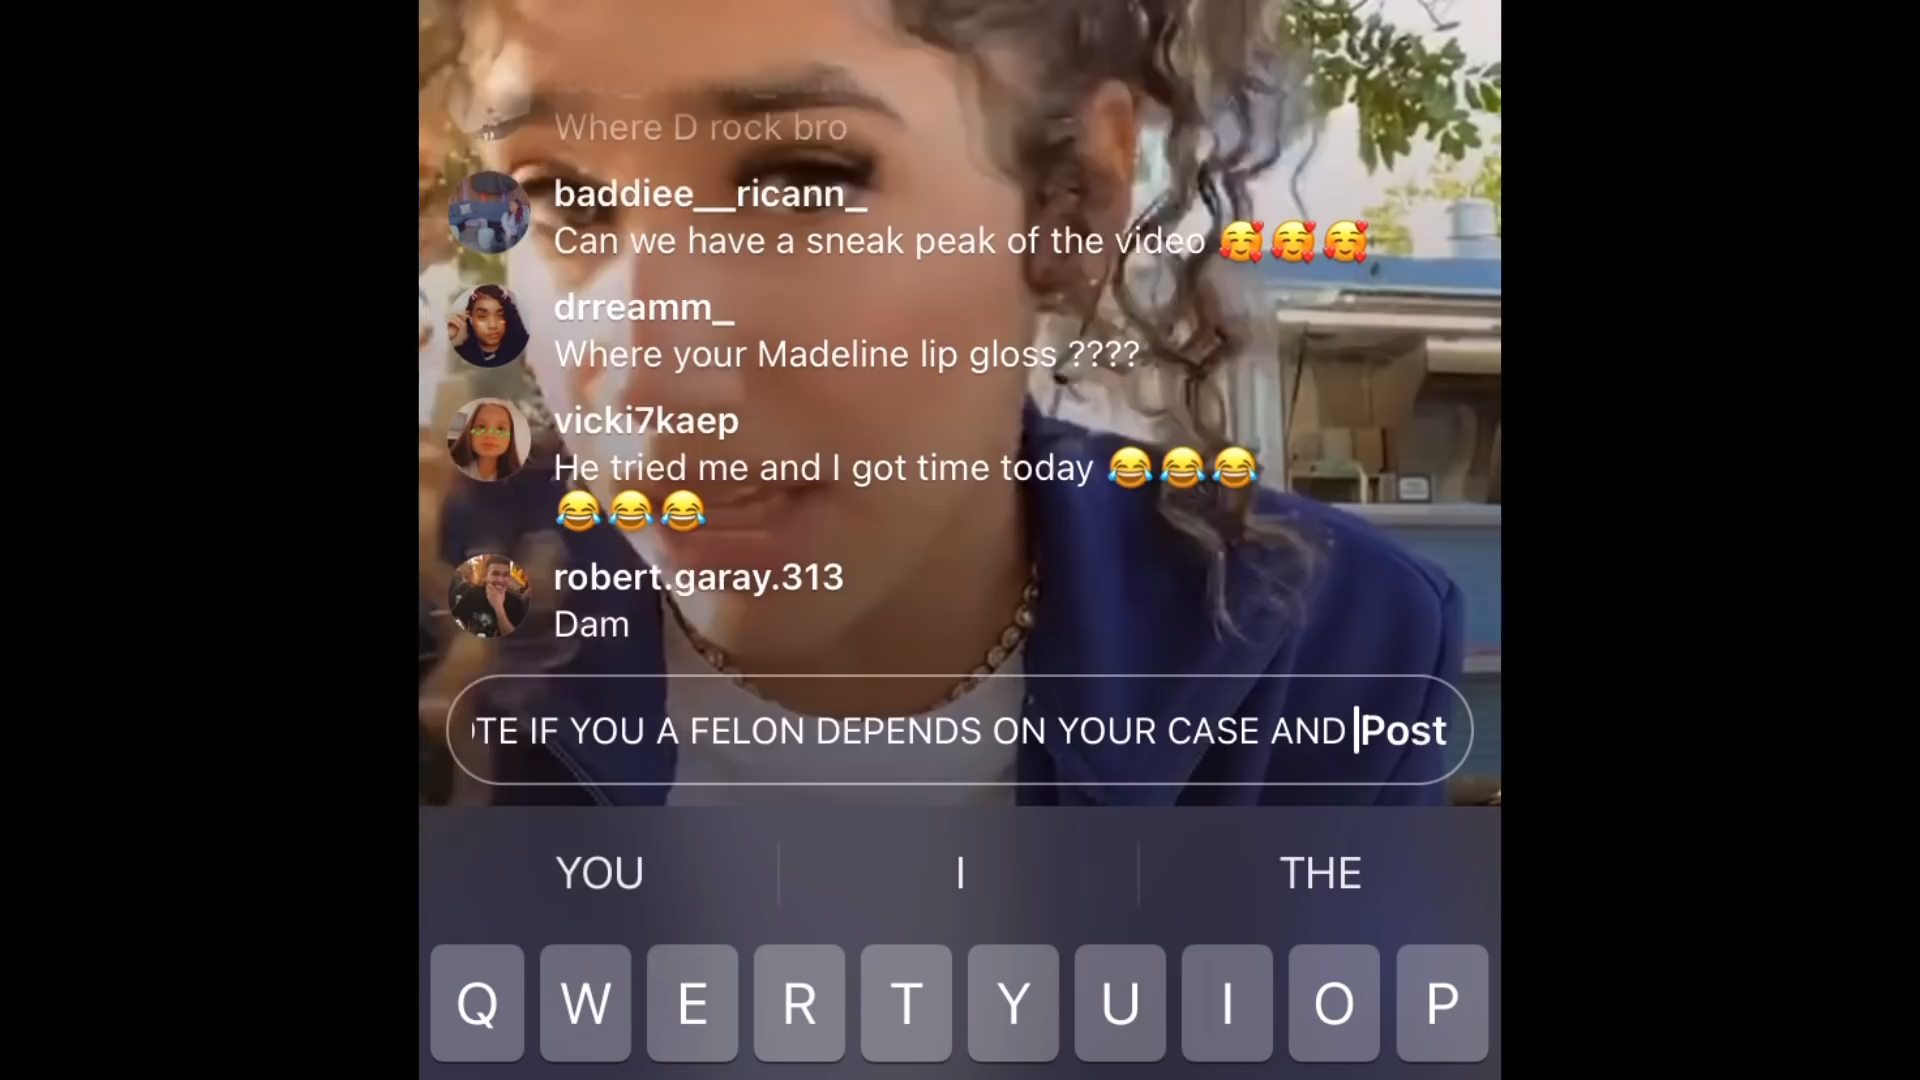 Where D rock bro
baddiee__ricann_
Can we have a sneak peak of the video 🥰🥰🥰
drreamm_
Where your Madeline lip gloss ????
vicki7kaep
He tried me and I got time today 😂😂😂
😂😂😂
robert.garay.313
Dam
TE IF YOU A FELON DEPENDS ON YOUR CASE AND Post
YOU I THE
Q W E R T Y U I O P